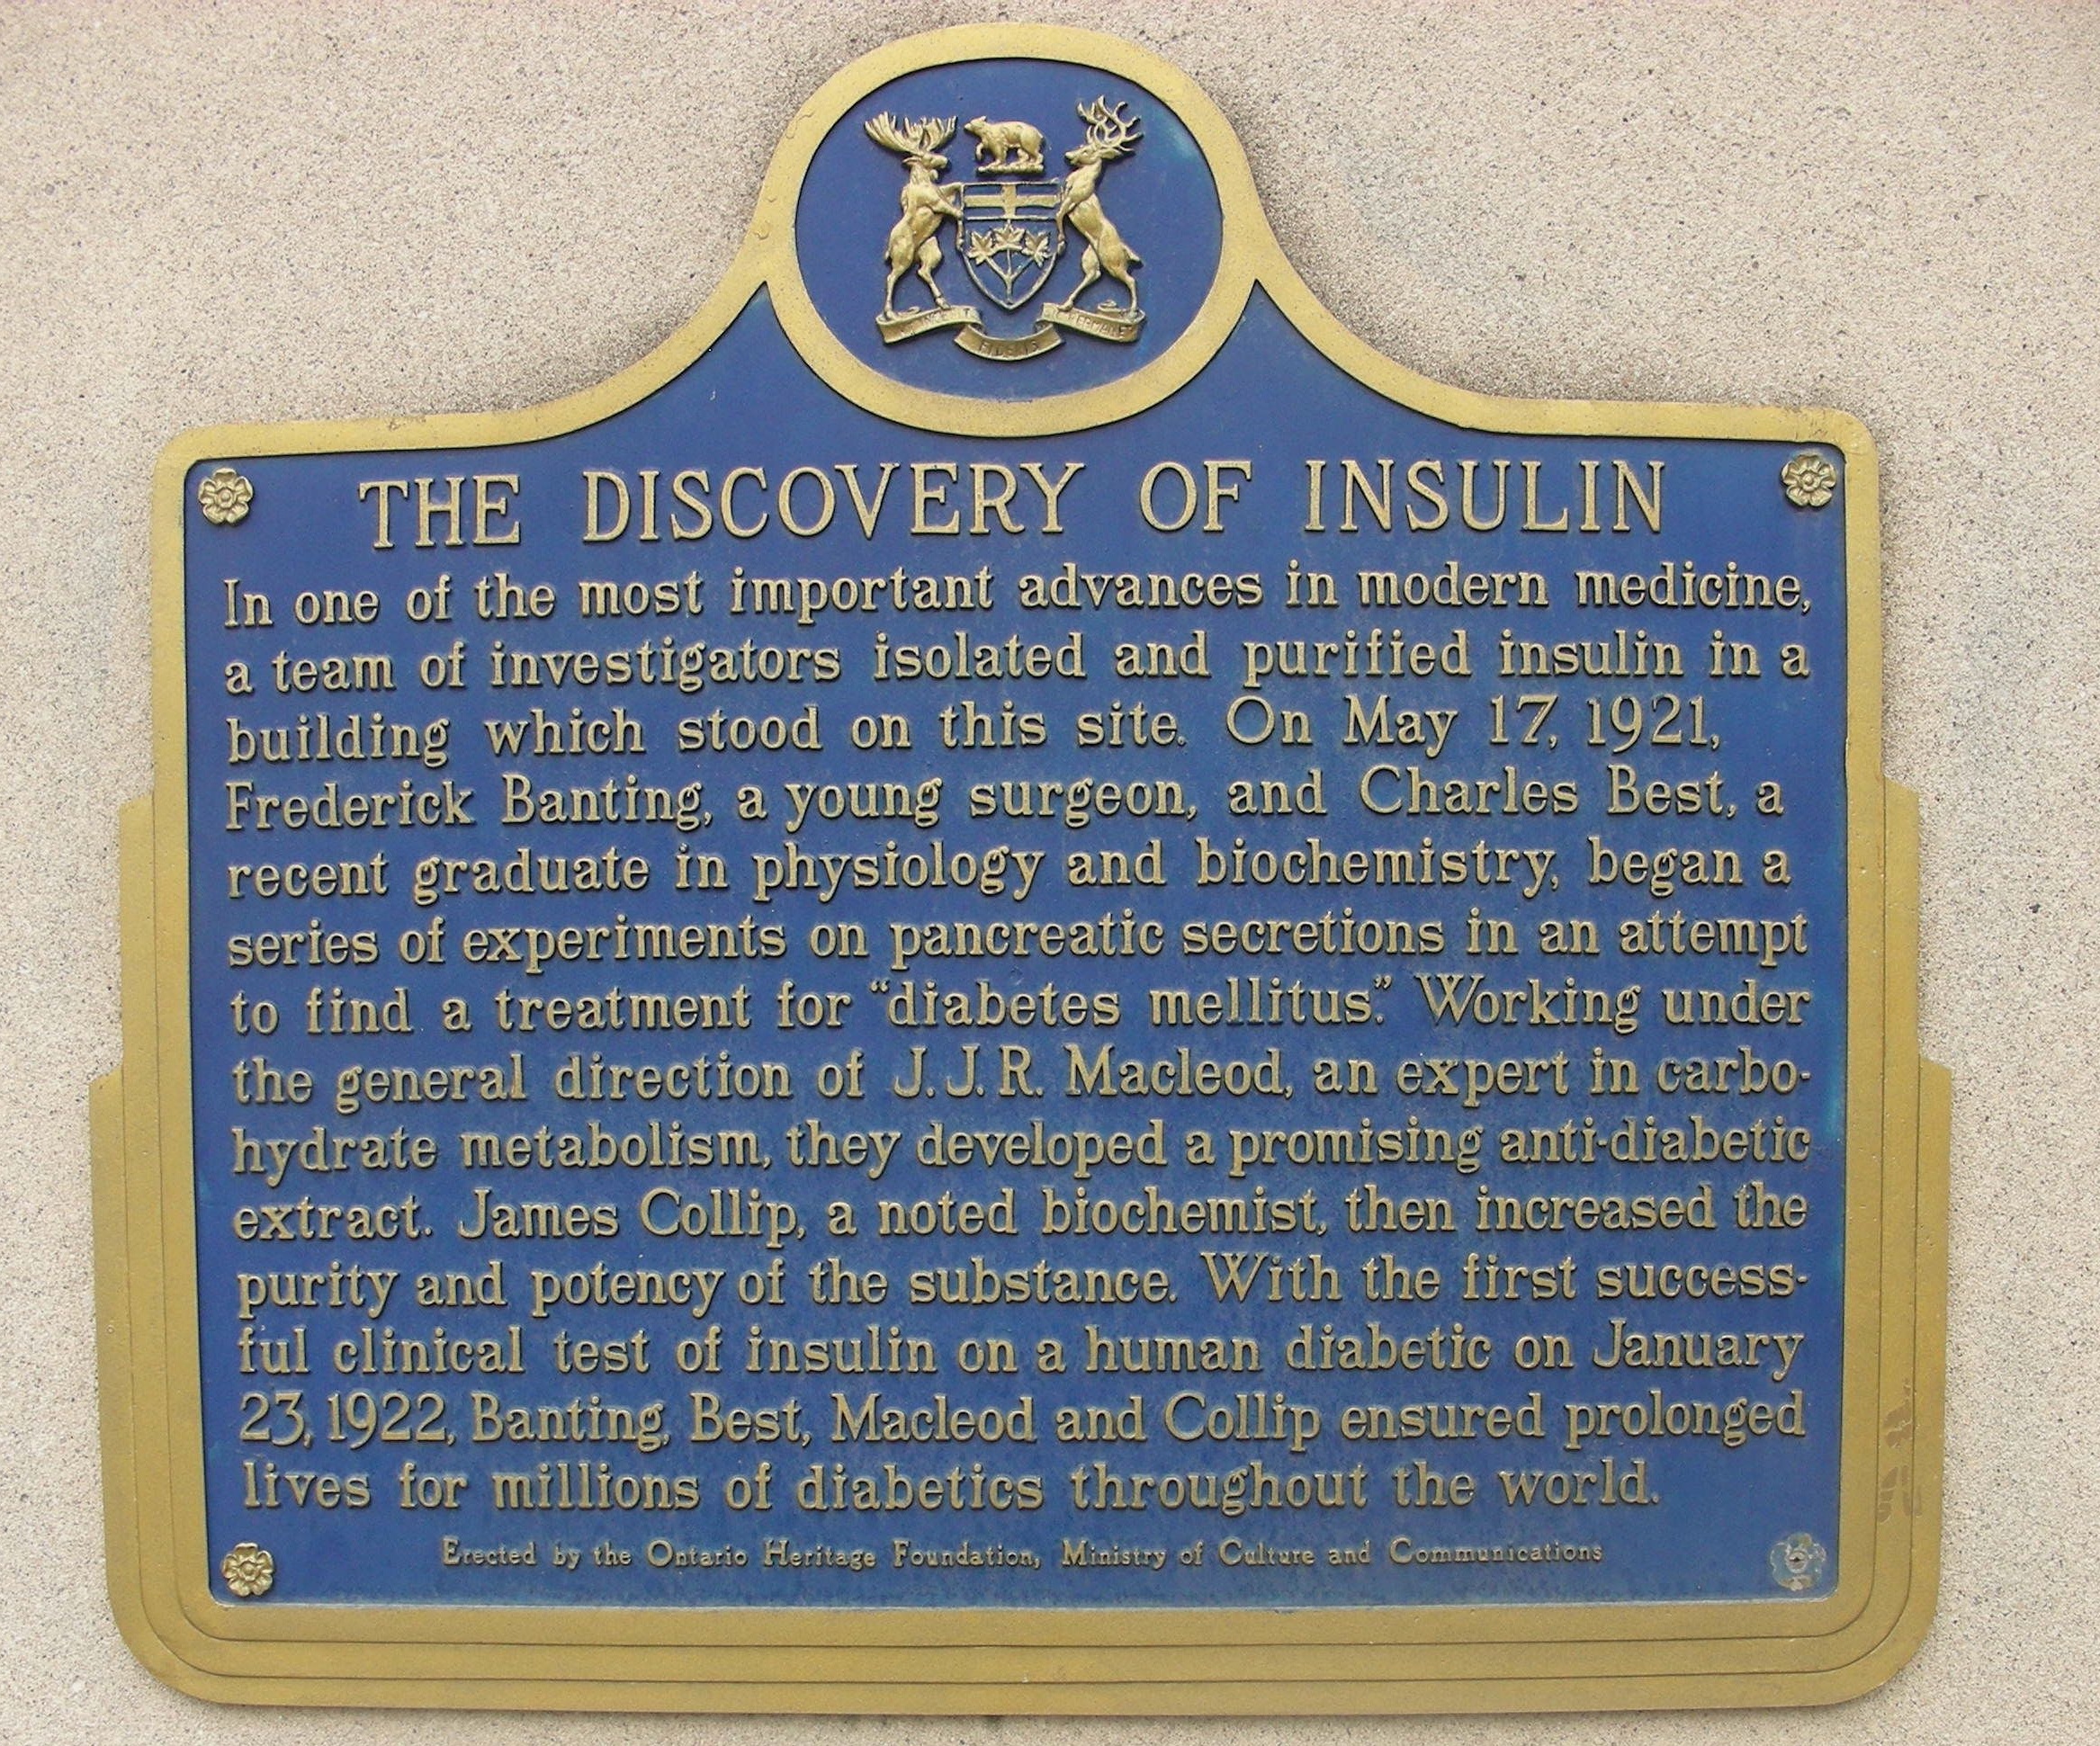 THE DISCOVERY OF INSULIN
In one of the most important advances in modern medicine,
a team of investigators isolated and purified insulin in a
building which stood on this site. On May 17, 1921,
Frederick Banting, a young surgeon, and Charles Best, a
recent graduate in physiology and biochemistry, began a
series of experiments on pancreatic secretions in an attempt
to find a treatment for “diabetes mellitus.” Working under
the general direction of J. J. R. Macleod, an expert in carbo-
hydrate metabolism, they developed a promising anti-diabetic
extract. James Collip, a noted biochemist, then increased the
purity and potency of the substance. With the first success-
ful clinical test of insulin on a human diabetic on January
23, 1922, Banting, Best, Macleod and Collip ensured prolonged
lives for millions of diabetics throughout the world.
Erected by the Ontario Heritage Foundation, Ministry of Culture and Communications